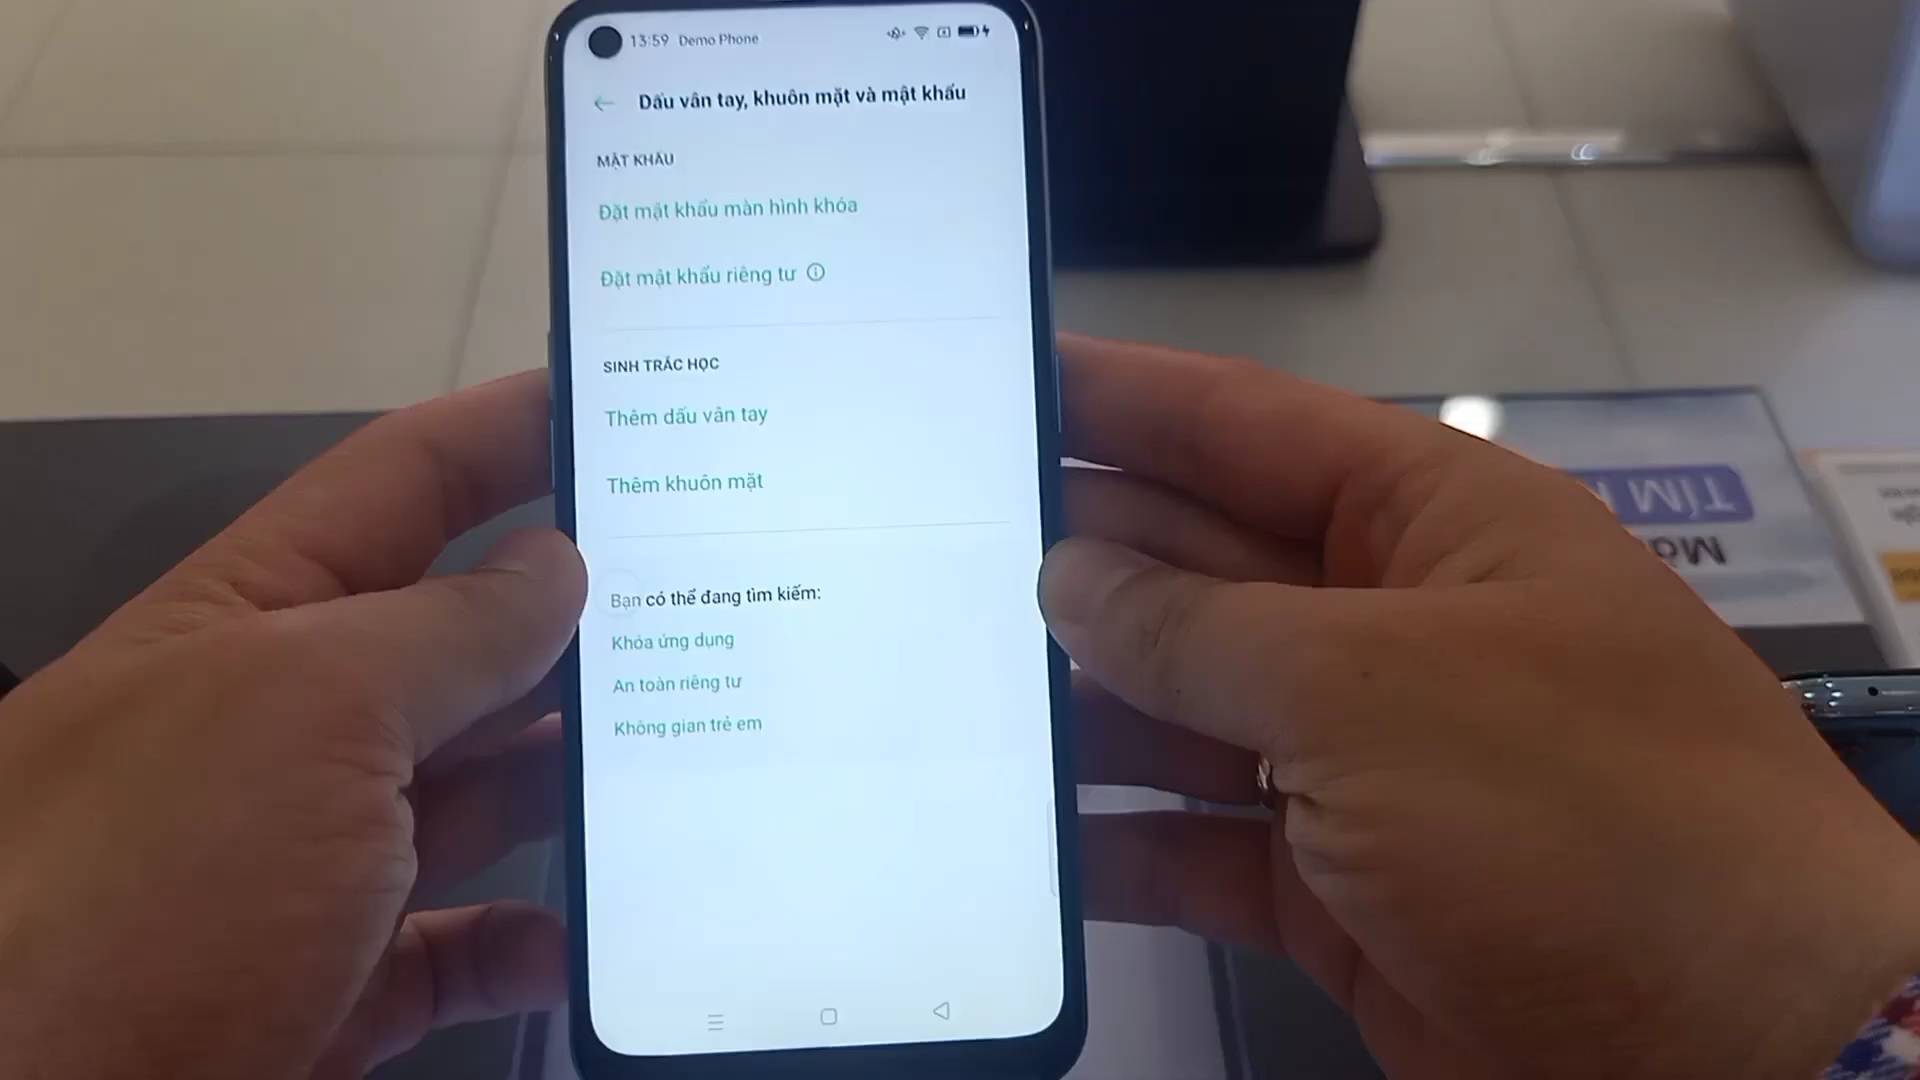 13:59 Demo Phone
Dấu vân tay, khuôn mặt và mật khẩu
MẬT KHẨU
Đặt mật khẩu màn hình khóa
Đặt mật khẩu riêng tư
SINH TRẮC HỌC
Thêm dấu vân tay
Thêm khuôn mặt
Bạn có thể đang tìm kiếm:
Khóa ứng dụng
An toàn riêng tư
Không gian trẻ em
TÍM